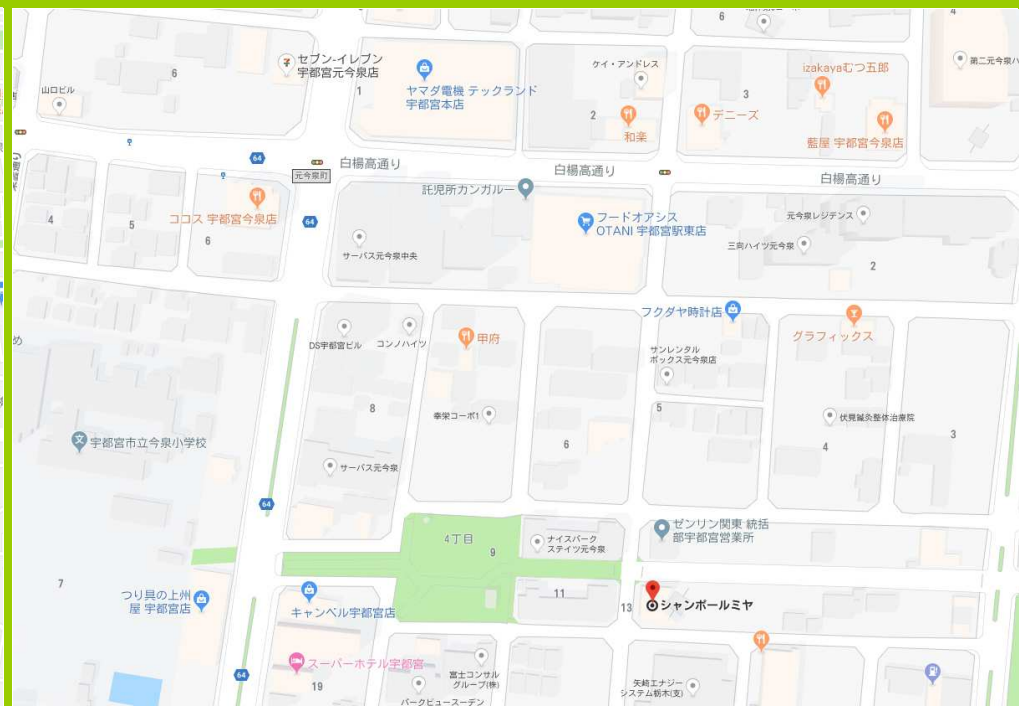 6
4
セブン-イレブン
宇都宮元今泉店
6
山口ビル
1
ヤマダ電機 テックランド
宇都宮本店
ケイ・アンドレス
2
和楽
3
デニーズ
izakayaむつ五郎
藍屋 宇都宮今泉店
64
元今泉町
白楊高通り
白楊高通り
白楊高通り
託児所カンガルー
4
5
6
ココス 宇都宮今泉店
64
サーパス元今泉中央
フードオアシス
OTANI 宇都宮駅東店
元今泉レジデンス
三向ハイツ元今泉
2
DS宇都宮ビル
コンノハイツ
甲府
フクダヤ時計店
グラフィックス
サンレンタル
ボックス元今泉店
8
幸栄コーポ1
5
6
伏見鍼灸整体治療院
4
3
宇都宮市立今泉小学校
サーパス元今泉
64
4丁目
9
ナイスパーク
ステイツ元今泉
ゼンリン関東 統括
部宇都宮営業所
7
つり具の上州
屋 宇都宮店
キャンベル宇都宮店
11
13
シャンボールミヤ
スーパーホテル宇都宮
64
19
富士コンサル
グループ(株)
パークビュースーデン
矢崎エナジー
システム栃木(支)